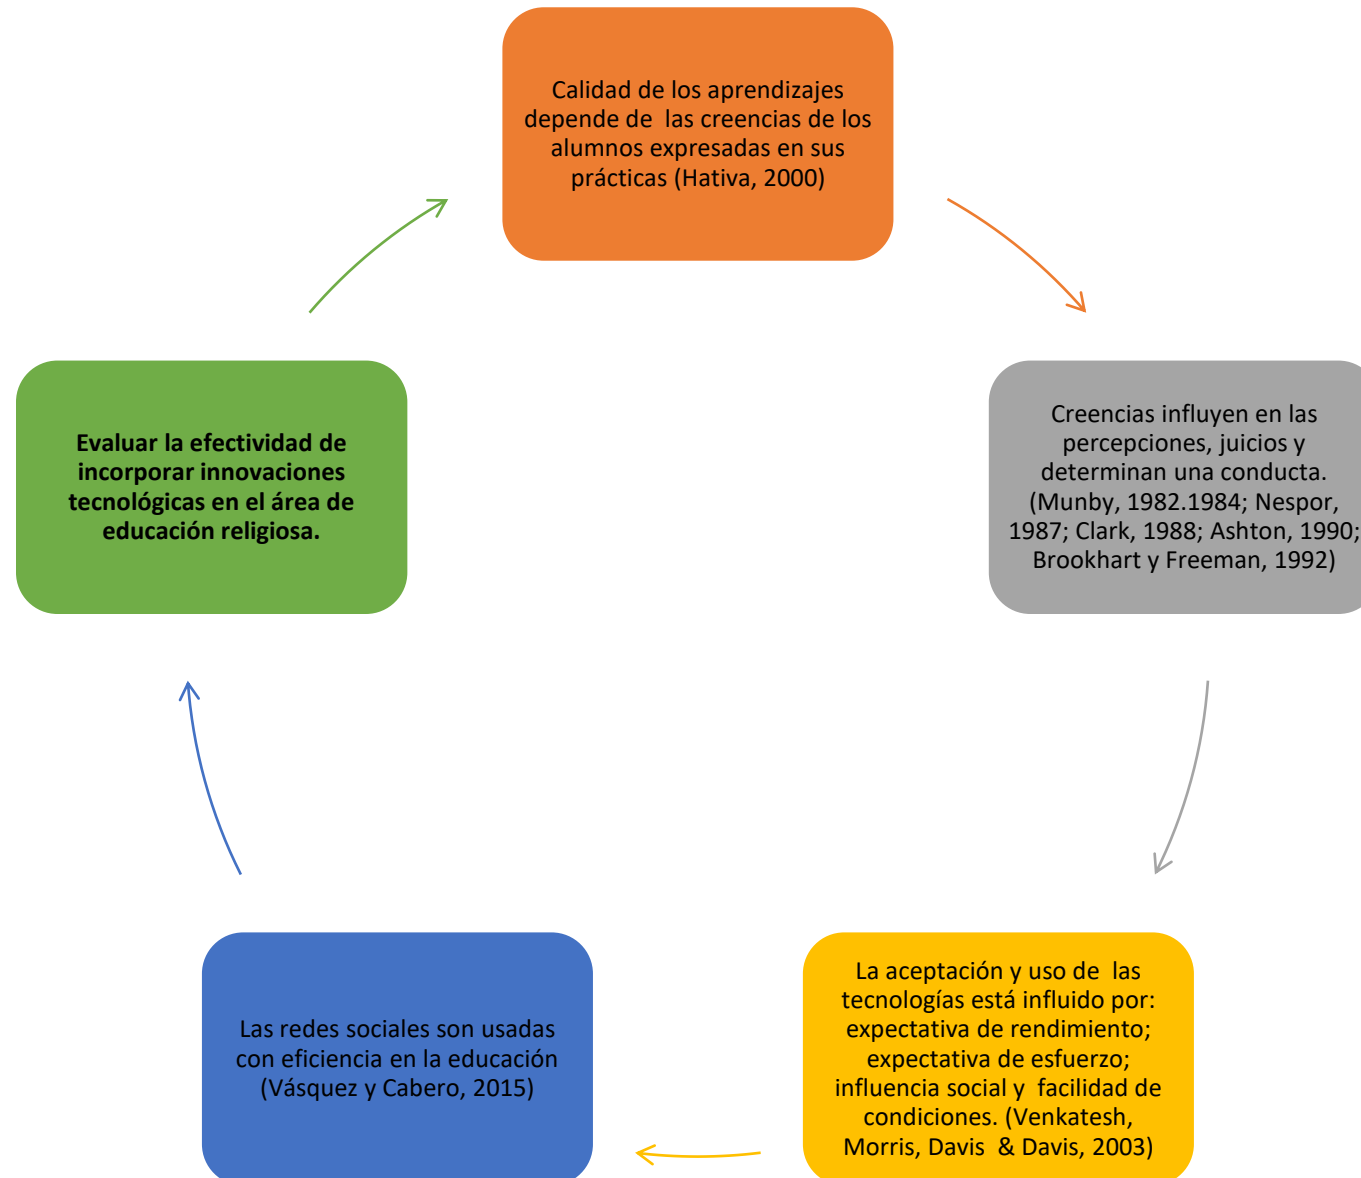 Calidad de los aprendizajes
depende de  las creencias de los
alumnos expresadas en sus
prácticas (Hativa, 2000)
Creencias influyen en las
percepciones, juicios y
determinan una conducta.
(Munby, 1982.1984; Nespor,
1987; Clark, 1988; Ashton, 1990;
Brookhart y Freeman, 1992)
La aceptación y uso de  las
tecnologías está influido por:
expectativa de rendimiento;
expectativa de esfuerzo;
influencia social y  facilidad de
condiciones. (Venkatesh,
Morris, Davis  & Davis, 2003)
Las redes sociales son usadas
con eficiencia en la educación
(Vásquez y Cabero, 2015)
Evaluar la efectividad de
incorporar innovaciones
tecnológicas en el área de
educación religiosa.